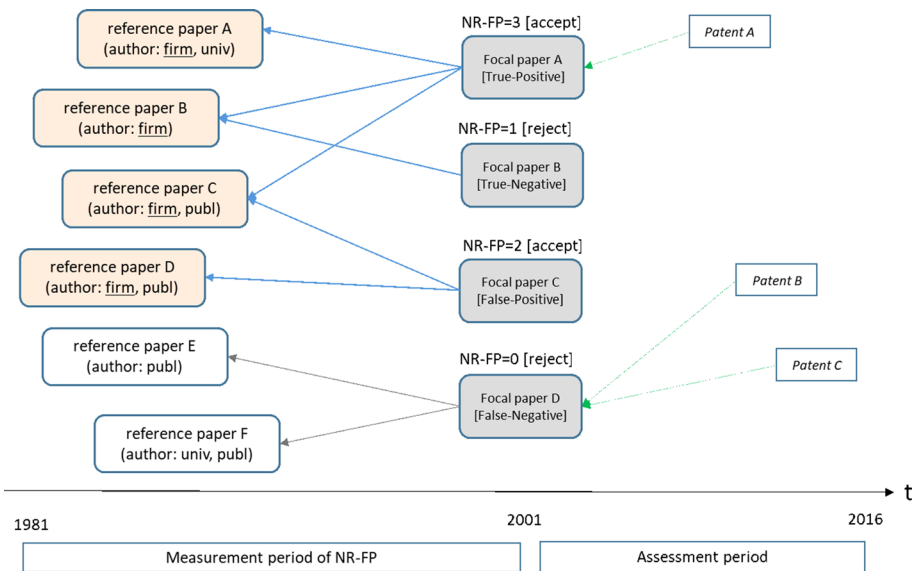 reference paper A
(author: firm, univ)
reference paper B
(author: firm)
reference paper C
(author: firm, publ)
reference paper D
(author: firm, publ)
reference paper E
(author: publ)
reference paper F
(author: univ, publ)
NR-FP=3 [accept]
Focal paper A
[True-Positive]
NR-FP=1 [reject]
Focal paper B
[True-Negative]
NR-FP=2 [accept]
Focal paper C
[False-Positive]
NR-FP=0 [reject]
Focal paper D
[False-Negative]
Patent A
Patent B
Patent C
t
1981
2001
2016
Measurement period of NR-FP
Assessment period